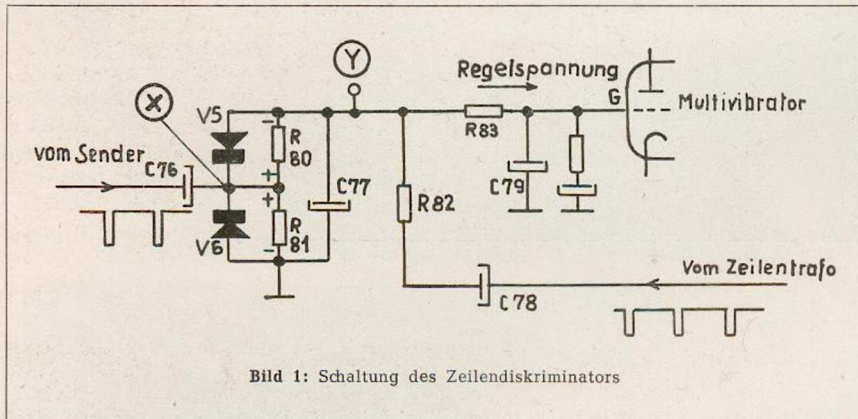 Y
Regelspannung
X
V5
G
Multivibrator
- R 80 +
R83
vom Sender
C76
C77
C79
+ R 81 -
R82
V6
Vom Zeilentrafo
C78
Bild 1: Schaltung des Zeilendiskriminators